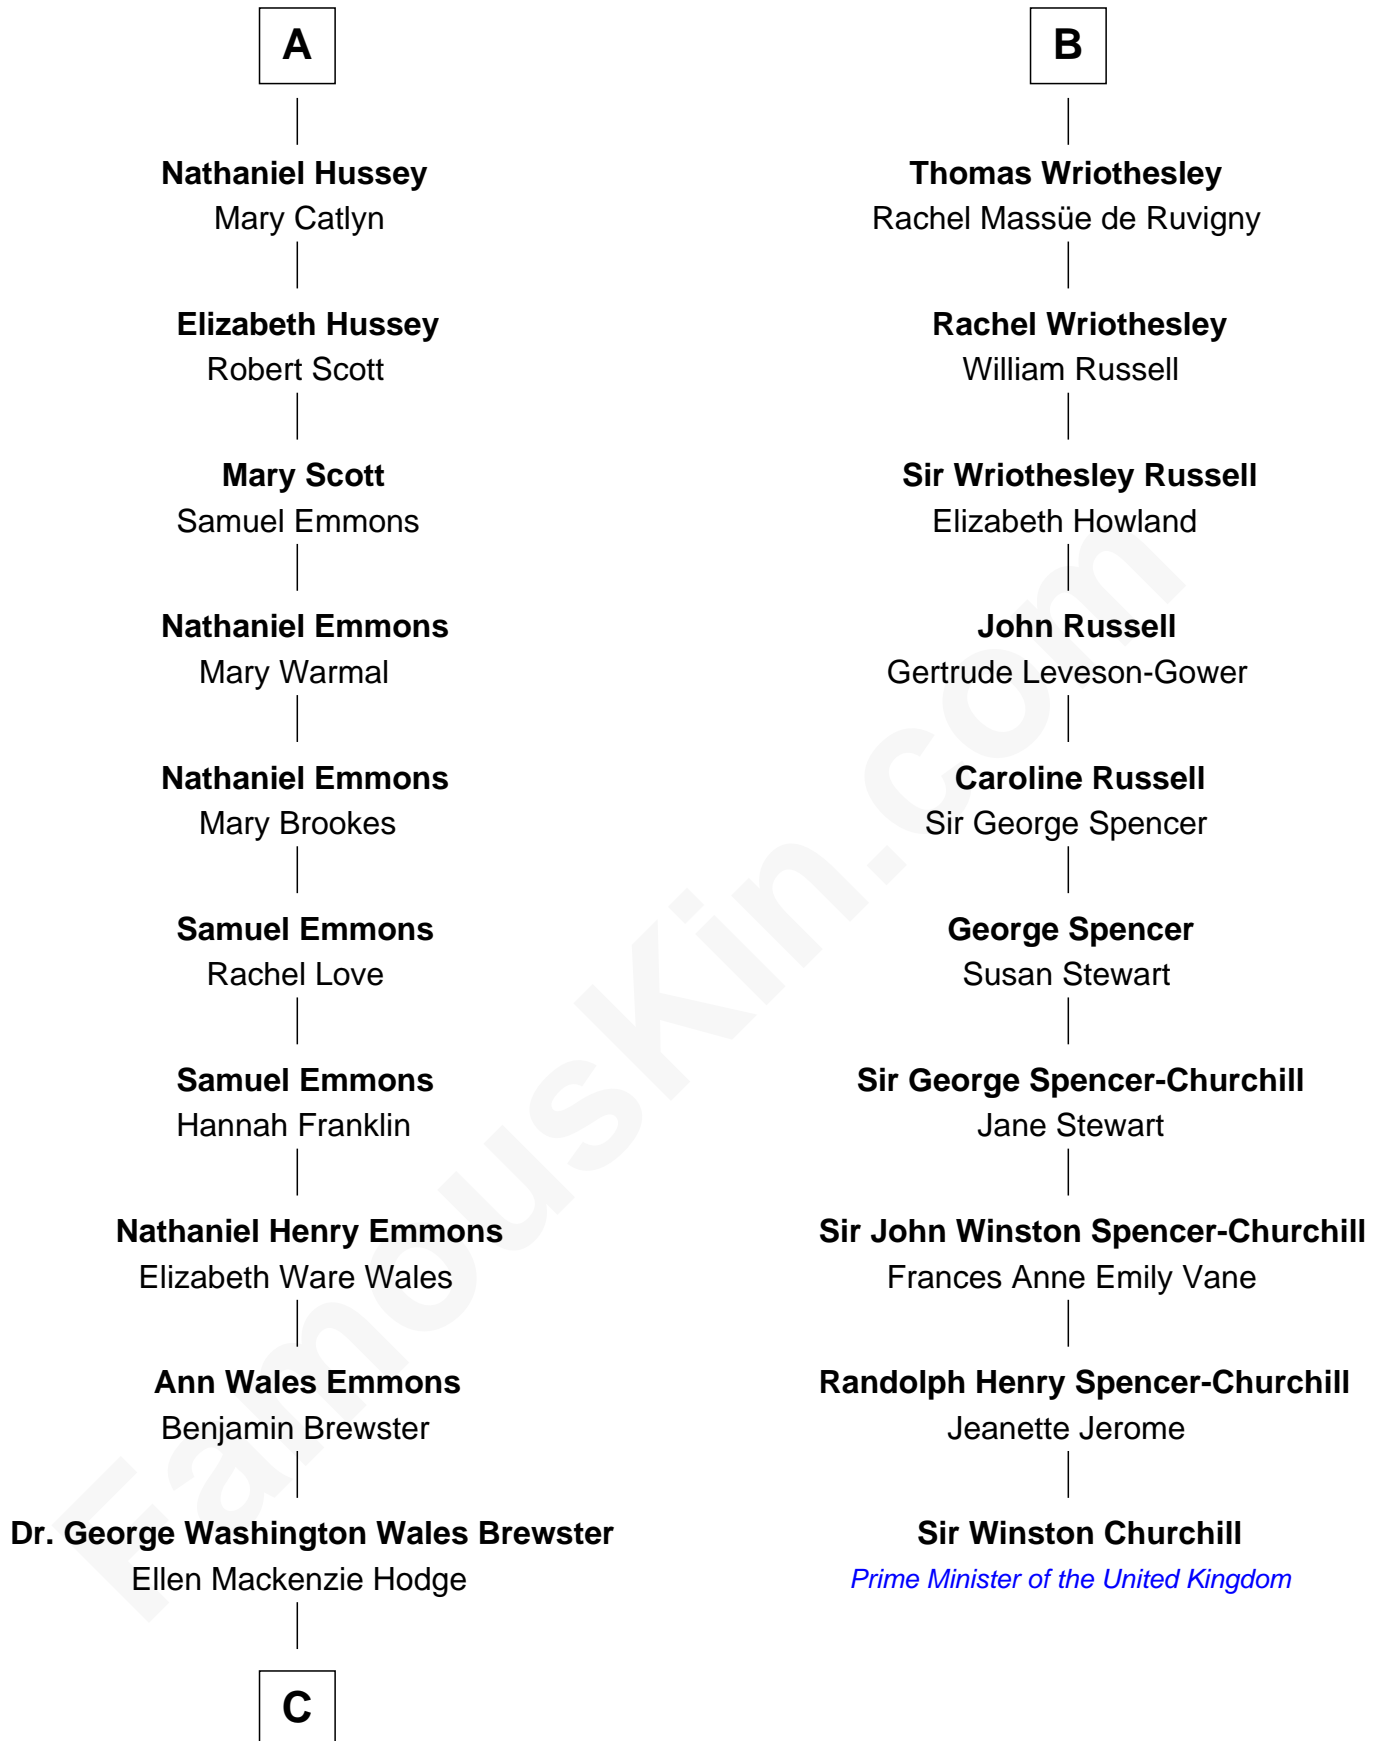 A
Nathaniel Hussey
Mary Catlyn
Elizabeth Hussey
Robert Scott
Mary Scott
Samuel Emmons
Nathaniel Emmons
Mary Warmal
Nathaniel Emmons
Mary Brookes
Samuel Emmons
Rachel Love
Samuel Emmons
Hannah Franklin
Nathaniel Henry Emmons
Elizabeth Ware Wales
Ann Wales Emmons
Benjamin Brewster
Dr. George Washington Wales Brewster
Ellen Mackenzie Hodge
C
B
Thomas Wriothesley
Rachel Massüe de Ruvigny
Rachel Wriothesley
William Russell
Sir Wriothesley Russell
Elizabeth Howland
John Russell
Gertrude Leveson-Gower
Caroline Russell
Sir George Spencer
George Spencer
Susan Stewart
Sir George Spencer-Churchill
Jane Stewart
Sir John Winston Spencer-Churchill
Frances Anne Emily Vane
Randolph Henry Spencer-Churchill
Jeanette Jerome
Sir Winston Churchill
Prime Minister of the United Kingdom
FamousKin.com